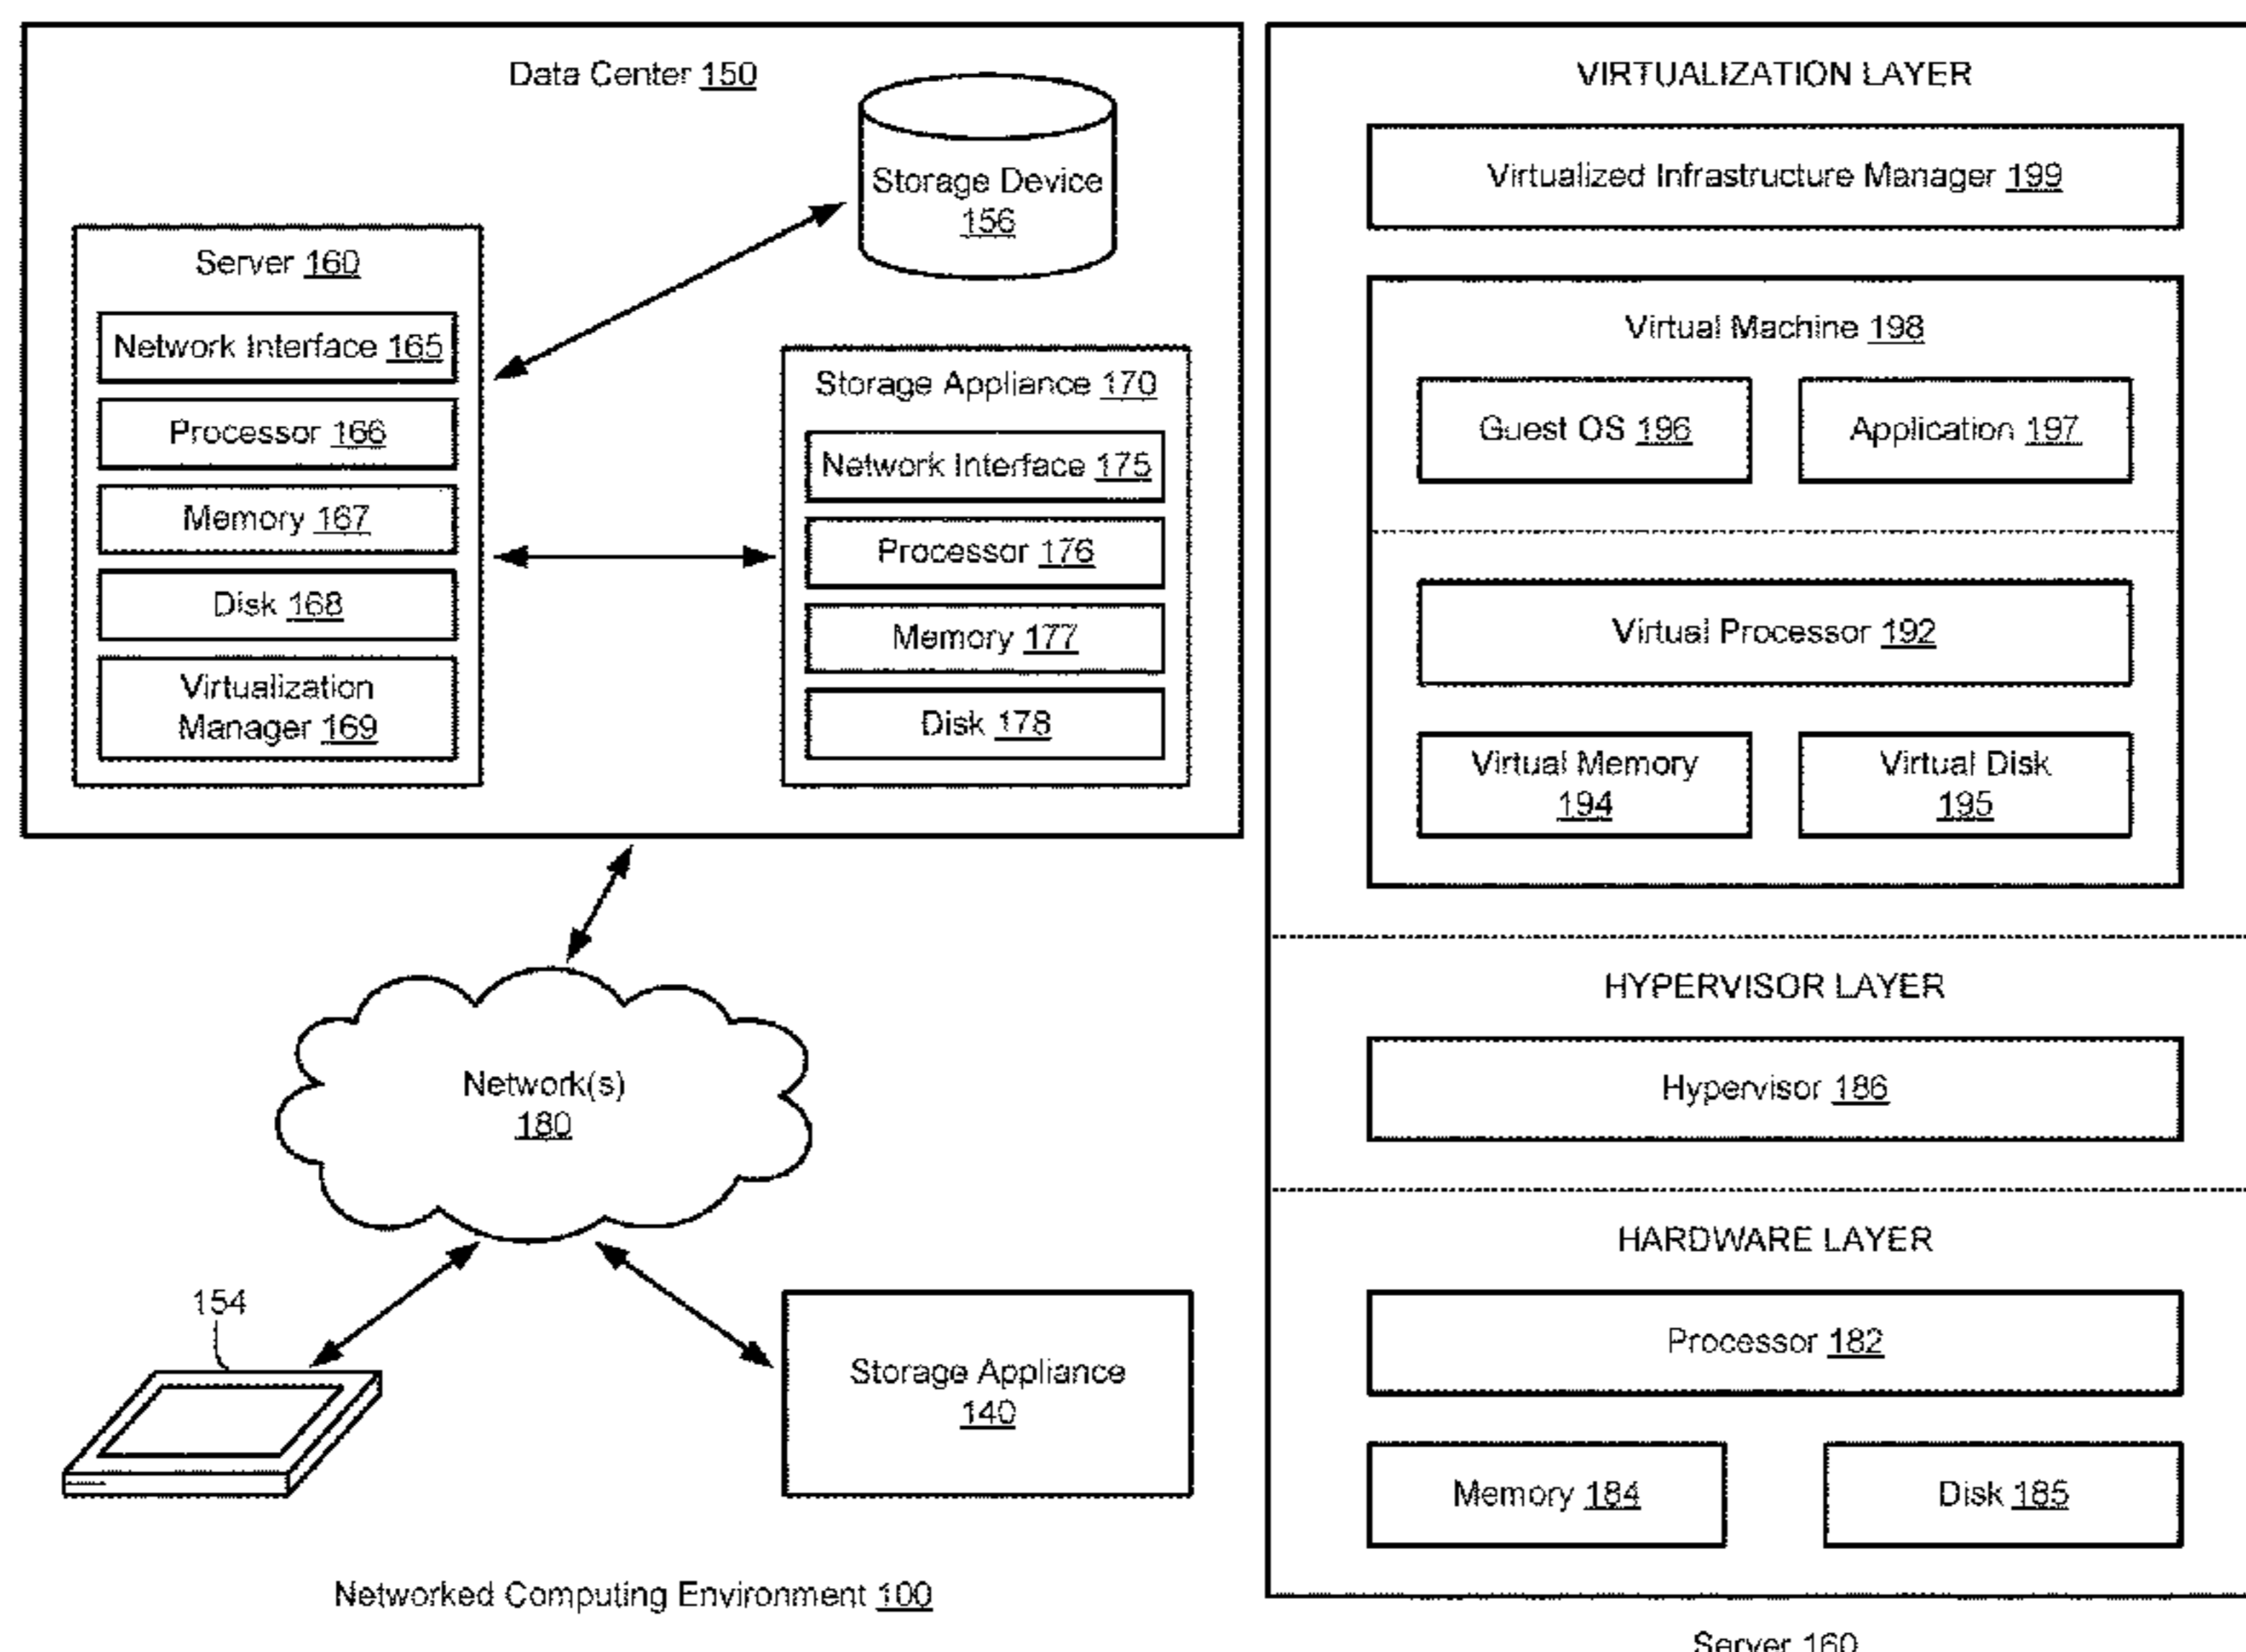 Data Center 150
Storage Device
156
Server 160
Network Interface 165
Processor 166
Memory 167
Disk 168
Virtualization
Manager 169
Storage Appliance 170
Network Interface 175
Processor 176
Memory 177
Disk 178
Network(s)
180
154
Storage Appliance
140
Networked Computing Environment 100
VIRTUALIZATION LAYER
Virtualized Infrastructure Manager 199
Virtual Machine 198
Guest OS 196
Application 197
Virtual Processor 192
Virtual Memory
194
Virtual Disk
195
HYPERVISOR LAYER
Hypervisor 186
HARDWARE LAYER
Processor 182
Memory 184
Disk 185
Server 160